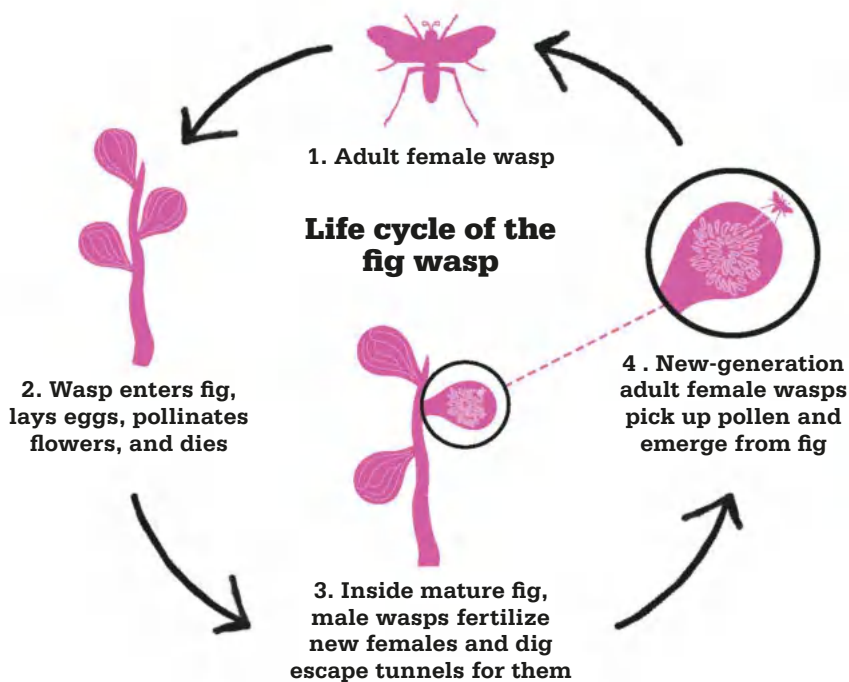 1. Adult female wasp
Life cycle of the
fig wasp
2. Wasp enters fig,
lays eggs, pollinates
flowers, and dies
3. Inside mature fig,
male wasps fertilize
new females and dig
escape tunnels for them
4 . New-generation
adult female wasps
pick up pollen and
emerge from fig